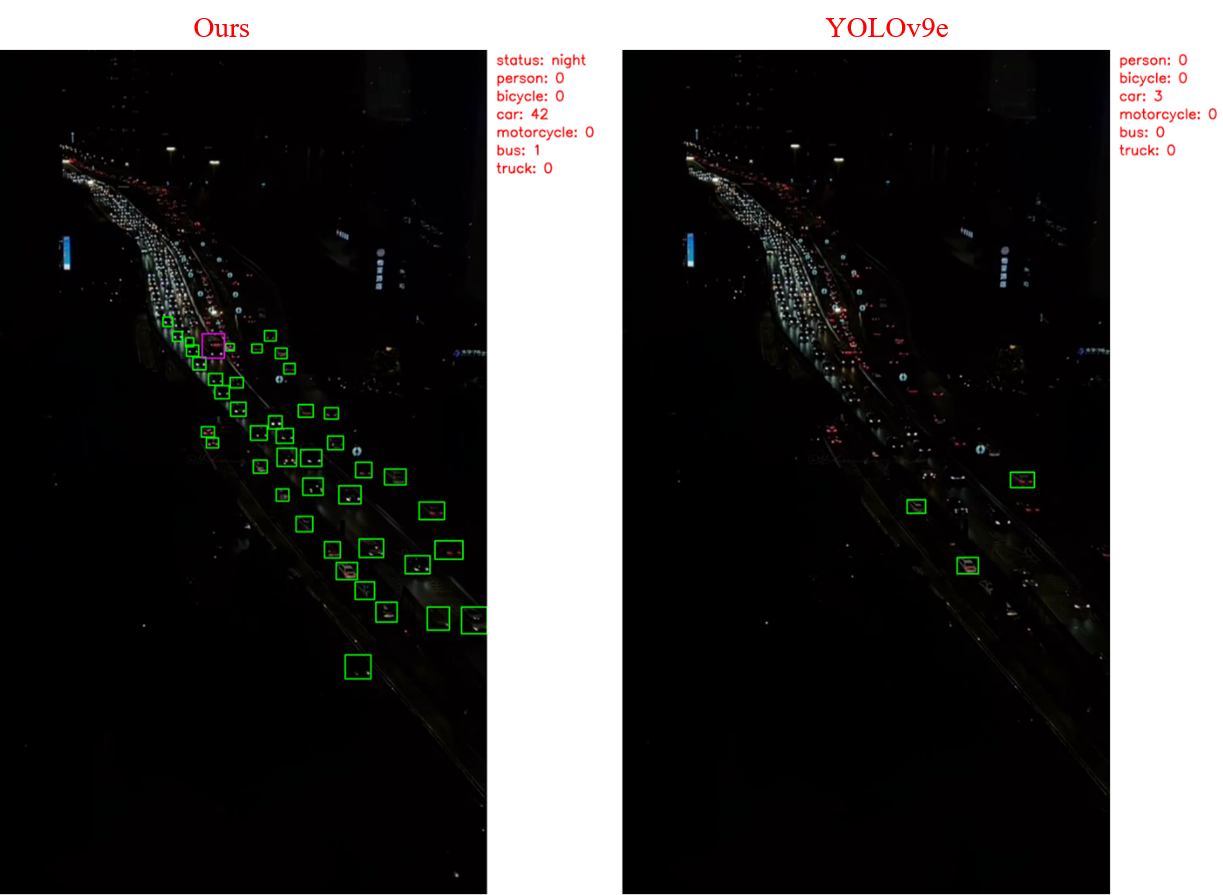 Ours
YOLOv9e
status: night
person: 0
bicycle: 0
car: 42
motorcycle: 0
bus: 1
truck: 0
person: 0
bicycle: 0
car: 3
motorcycle: 0
bus: 0
truck: 0